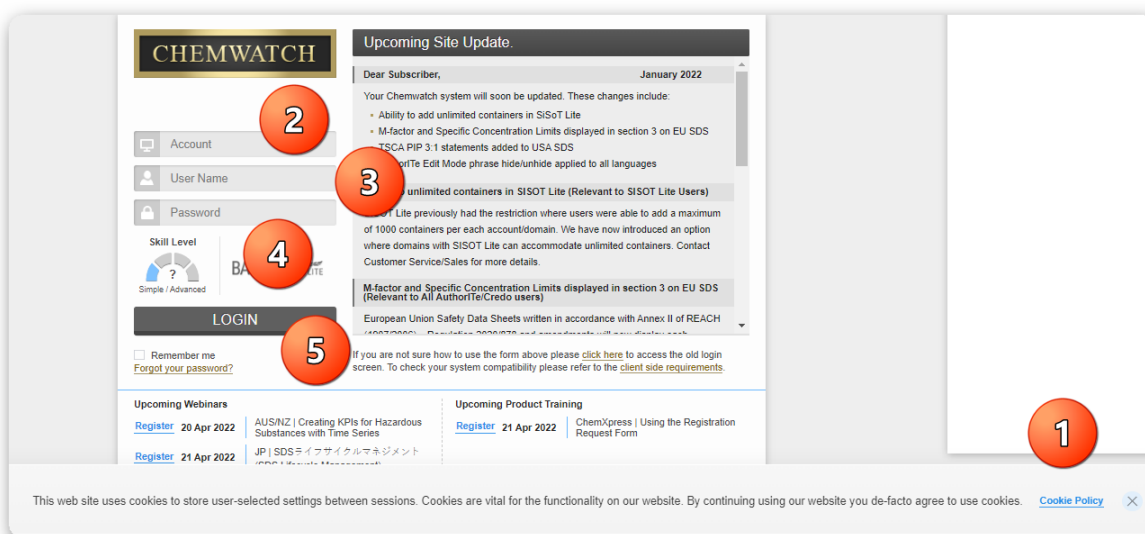 CHEMWATCH
2
Account
User Name
3
Password
Skill Level
?
Simple / Advanced
4
LOGIN
5
Remember me
Forgot your password?
Upcoming Site Update.
Dear Subscriber, January 2022
Your Chemwatch system will soon be updated. These changes include:
Ability to add unlimited containers in SiSoT Lite
M-factor and Specific Concentration Limits displayed in section 3 on EU SDS
TSCA PIP 3:1 statements added to USA SDS
Edit Mode phrase hide/unhide applied to all languages
unlimited containers in SISOT Lite (Relevant to SISOT Lite Users)
Lite previously had the restriction where users were able to add a maximum
of 1000 containers per each account/domain. We have now introduced an option
where domains with SISOT Lite can accommodate unlimited containers. Contact
Customer Service/Sales for more details.
M-factor and Specific Concentration Limits displayed in section 3 on EU SDS
(Relevant to All AuthorITe/Credo users)
European Union Safety Data Sheets written in accordance with Annex II of REACH
If you are not sure how to use the form above please click here to access the old login
screen. To check your system compatibility please refer to the client side requirements.
Upcoming Webinars
Register 20 Apr 2022 AUS/NZ | Creating KPIs for Hazardous
Substances with Time Series
Register 21 Apr 2022 JP | SDSライフサイクルマネジメント
Upcoming Product Training
Register 21 Apr 2022 ChemXpress | Using the Registration
Request Form
1
This web site uses cookies to store user-selected settings between sessions. Cookies are vital for the functionality on our website. By continuing using our website you de-facto agree to use cookies. Cookie Policy